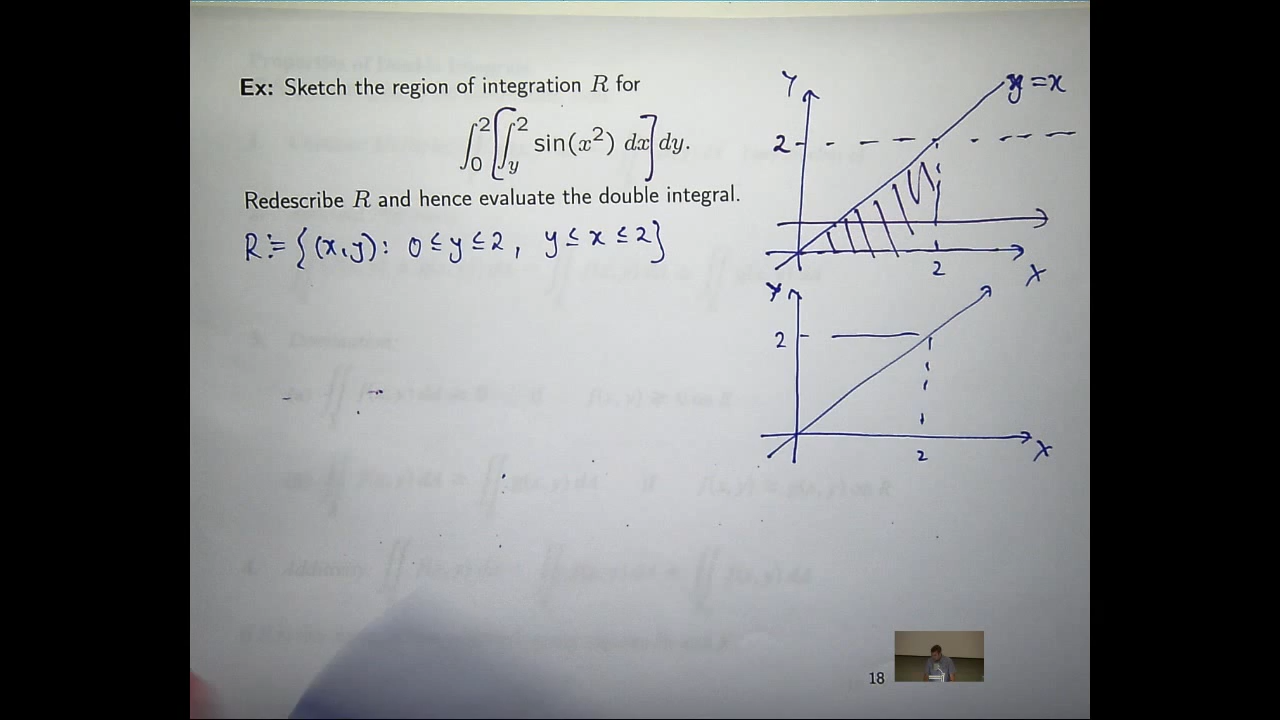 Ex: Sketch the region of integration R for
∫₀² [∫ᵧ² sin(x²) dx] dy.
Redescribe R and hence evaluate the double integral.
R := {(x,y): 0 ≤ y ≤ 2, y ≤ x ≤ 2}
Y
y = x
2
2
X
Y
2
2
X
18